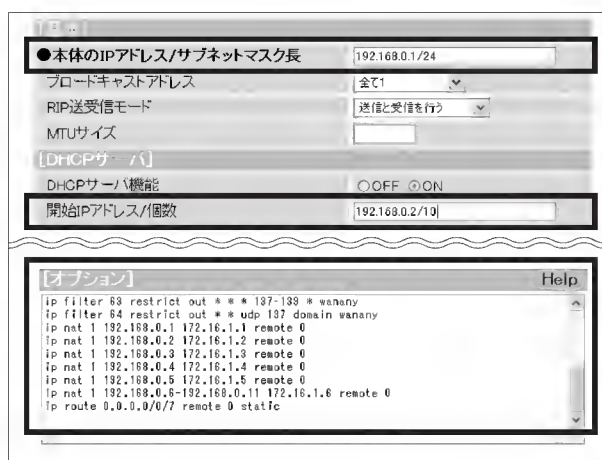 ●本体のIPアドレス/サブネットマスク長 192.168.0.1/24
ブロードキャストアドレス 全て1
RIP送受信モード 送信と受信を行う
MTUサイズ
[DHCPサーバ]
DHCPサーバ機能 ○OFF ⊙ON
開始IPアドレス/個数 192.168.0.2/10
[オプション] Help
ip filter 63 restrict out * * * 137-139 * wanany
ip filter 64 restrict out * * udp 137 domain wanany
ip nat 1 192.168.0.1 172.16.1.1 remote 0
ip nat 1 192.168.0.2 172.16.1.2 remote 0
ip nat 1 192.168.0.3 172.16.1.3 remote 0
ip nat 1 192.168.0.4 172.16.1.4 remote 0
ip nat 1 192.168.0.5 172.16.1.5 remote 0
ip nat 1 192.168.0.6-192.168.0.11 172.16.1.6 remote 0
ip route 0.0.0.0/0/7 remote 0 static